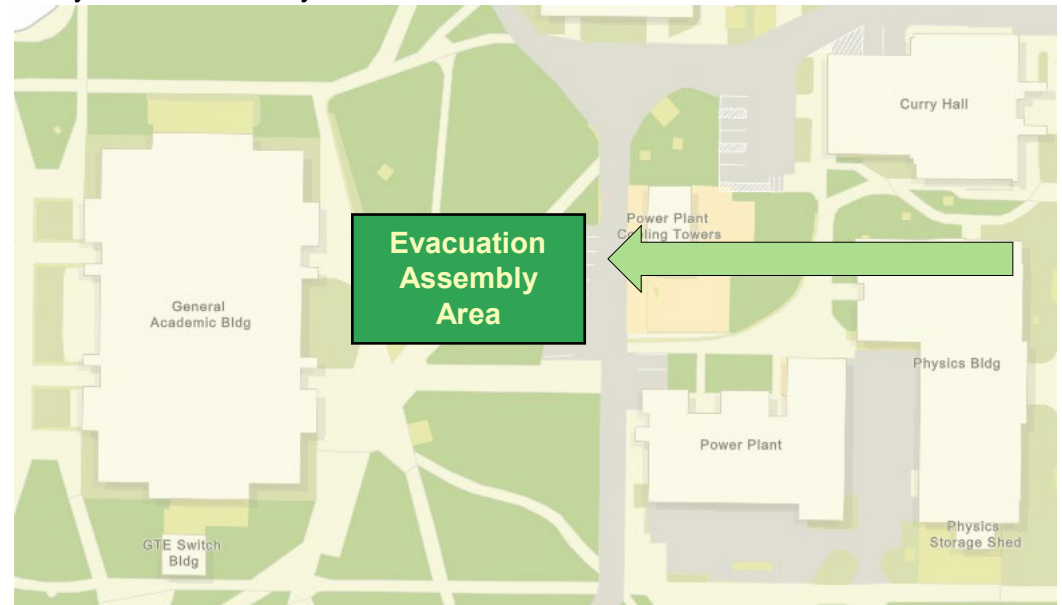 Curry Hall
Power Plant
Cooling Towers
Evacuation
Assembly
Area
General
Academic Bldg
Physics Bldg
Power Plant
GTE Switch
Bldg
Physics
Storage Shed